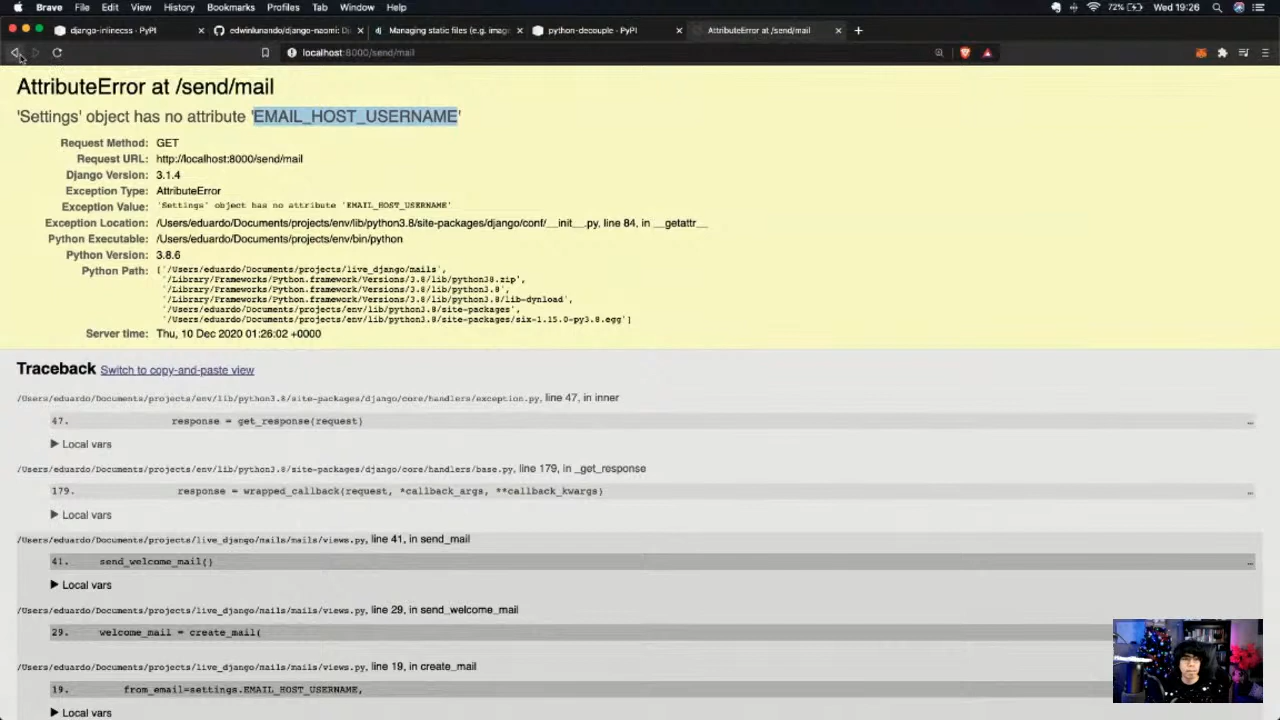 Brave File Edit View History Bookmarks Profiles Tab Window Help 72% Wed 19:26
django-inlinecss · PyPI edwinlunando/django-naomi: Dj Managing static files (e.g. imag python-decouple · PyPI AttributeError at /send/mail
localhost:8000/send/mail
AttributeError at /send/mail
'Settings' object has no attribute 'EMAIL_HOST_USERNAME'
Request Method: GET
Request URL: http://localhost:8000/send/mail
Django Version: 3.1.4
Exception Type: AttributeError
Exception Value: 'Settings' object has no attribute 'EMAIL_HOST_USERNAME'
Exception Location: /Users/eduardo/Documents/projects/env/lib/python3.8/site-packages/django/conf/__init__.py, line 84, in __getattr__
Python Executable: /Users/eduardo/Documents/projects/env/bin/python
Python Version: 3.8.6
Python Path: ['/Users/eduardo/Documents/projects/live_django/mails',
'/Library/Frameworks/Python.framework/Versions/3.8/lib/python38.zip',
'/Library/Frameworks/Python.framework/Versions/3.8/lib/python3.8',
'/Library/Frameworks/Python.framework/Versions/3.8/lib/python3.8/lib-dynload',
'/Users/eduardo/Documents/projects/env/lib/python3.8/site-packages',
'/Users/eduardo/Documents/projects/env/lib/python3.8/site-packages/six-1.15.0-py3.8.egg']
Server time: Thu, 10 Dec 2020 01:26:02 +0000
Traceback Switch to copy-and-paste view
/Users/eduardo/Documents/projects/env/lib/python3.8/site-packages/django/core/handlers/exception.py, line 47, in inner
47. response = get_response(request) …
▶ Local vars
/Users/eduardo/Documents/projects/env/lib/python3.8/site-packages/django/core/handlers/base.py, line 179, in _get_response
179. response = wrapped_callback(request, *callback_args, **callback_kwargs) …
▶ Local vars
/Users/eduardo/Documents/projects/live_django/mails/mails/views.py, line 41, in send_mail
41. send_welcome_mail() …
▶ Local vars
/Users/eduardo/Documents/projects/live_django/mails/mails/views.py, line 29, in send_welcome_mail
29. welcome_mail = create_mail(
/Users/eduardo/Documents/projects/live_django/mails/mails/views.py, line 19, in create_mail
19. from_email=settings.EMAIL_HOST_USERNAME,
▶ Local vars